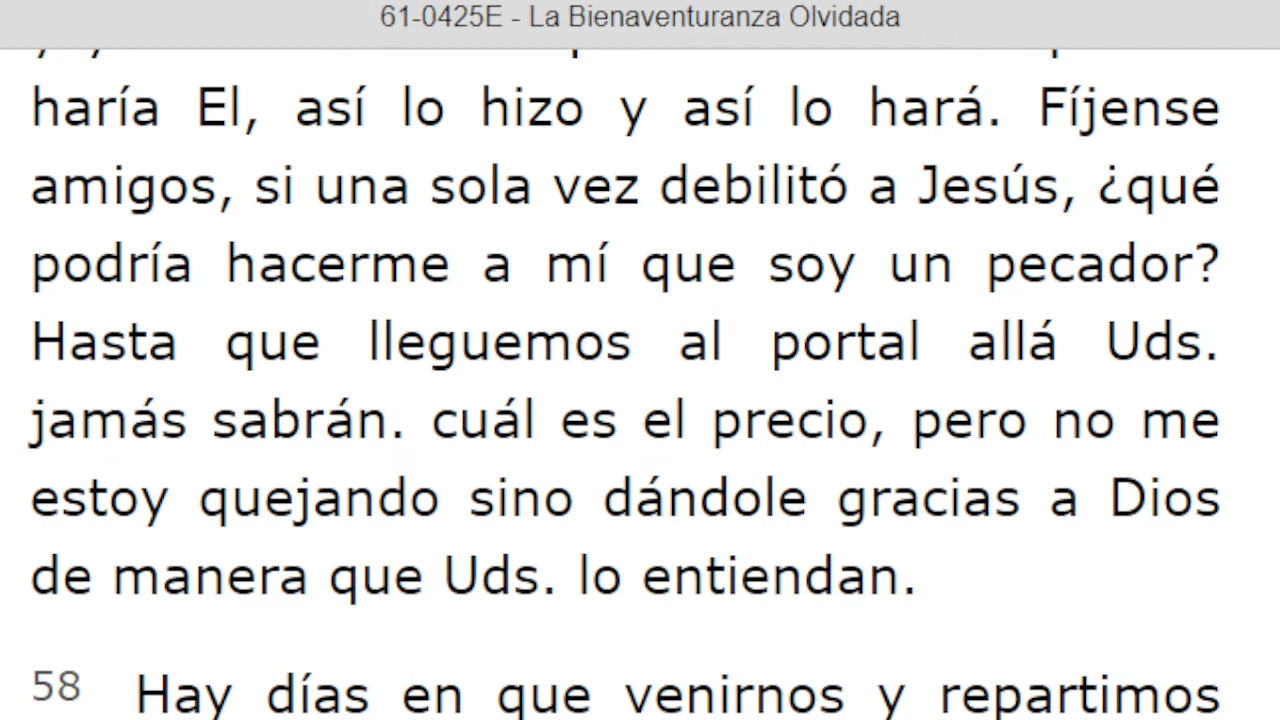 61-0425E - La Bienaventuranza Olvidada
haría El, así lo hizo y así lo hará. Fíjense
amigos, si una sola vez debilitó a Jesús, ¿qué
podría hacerme a mí que soy un pecador?
Hasta que lleguemos al portal allá Uds.
jamás sabrán. cuál es el precio, pero no me
estoy quejando sino dándole gracias a Dios
de manera que Uds. lo entiendan.
58 Hay días en que venirnos y repartimos